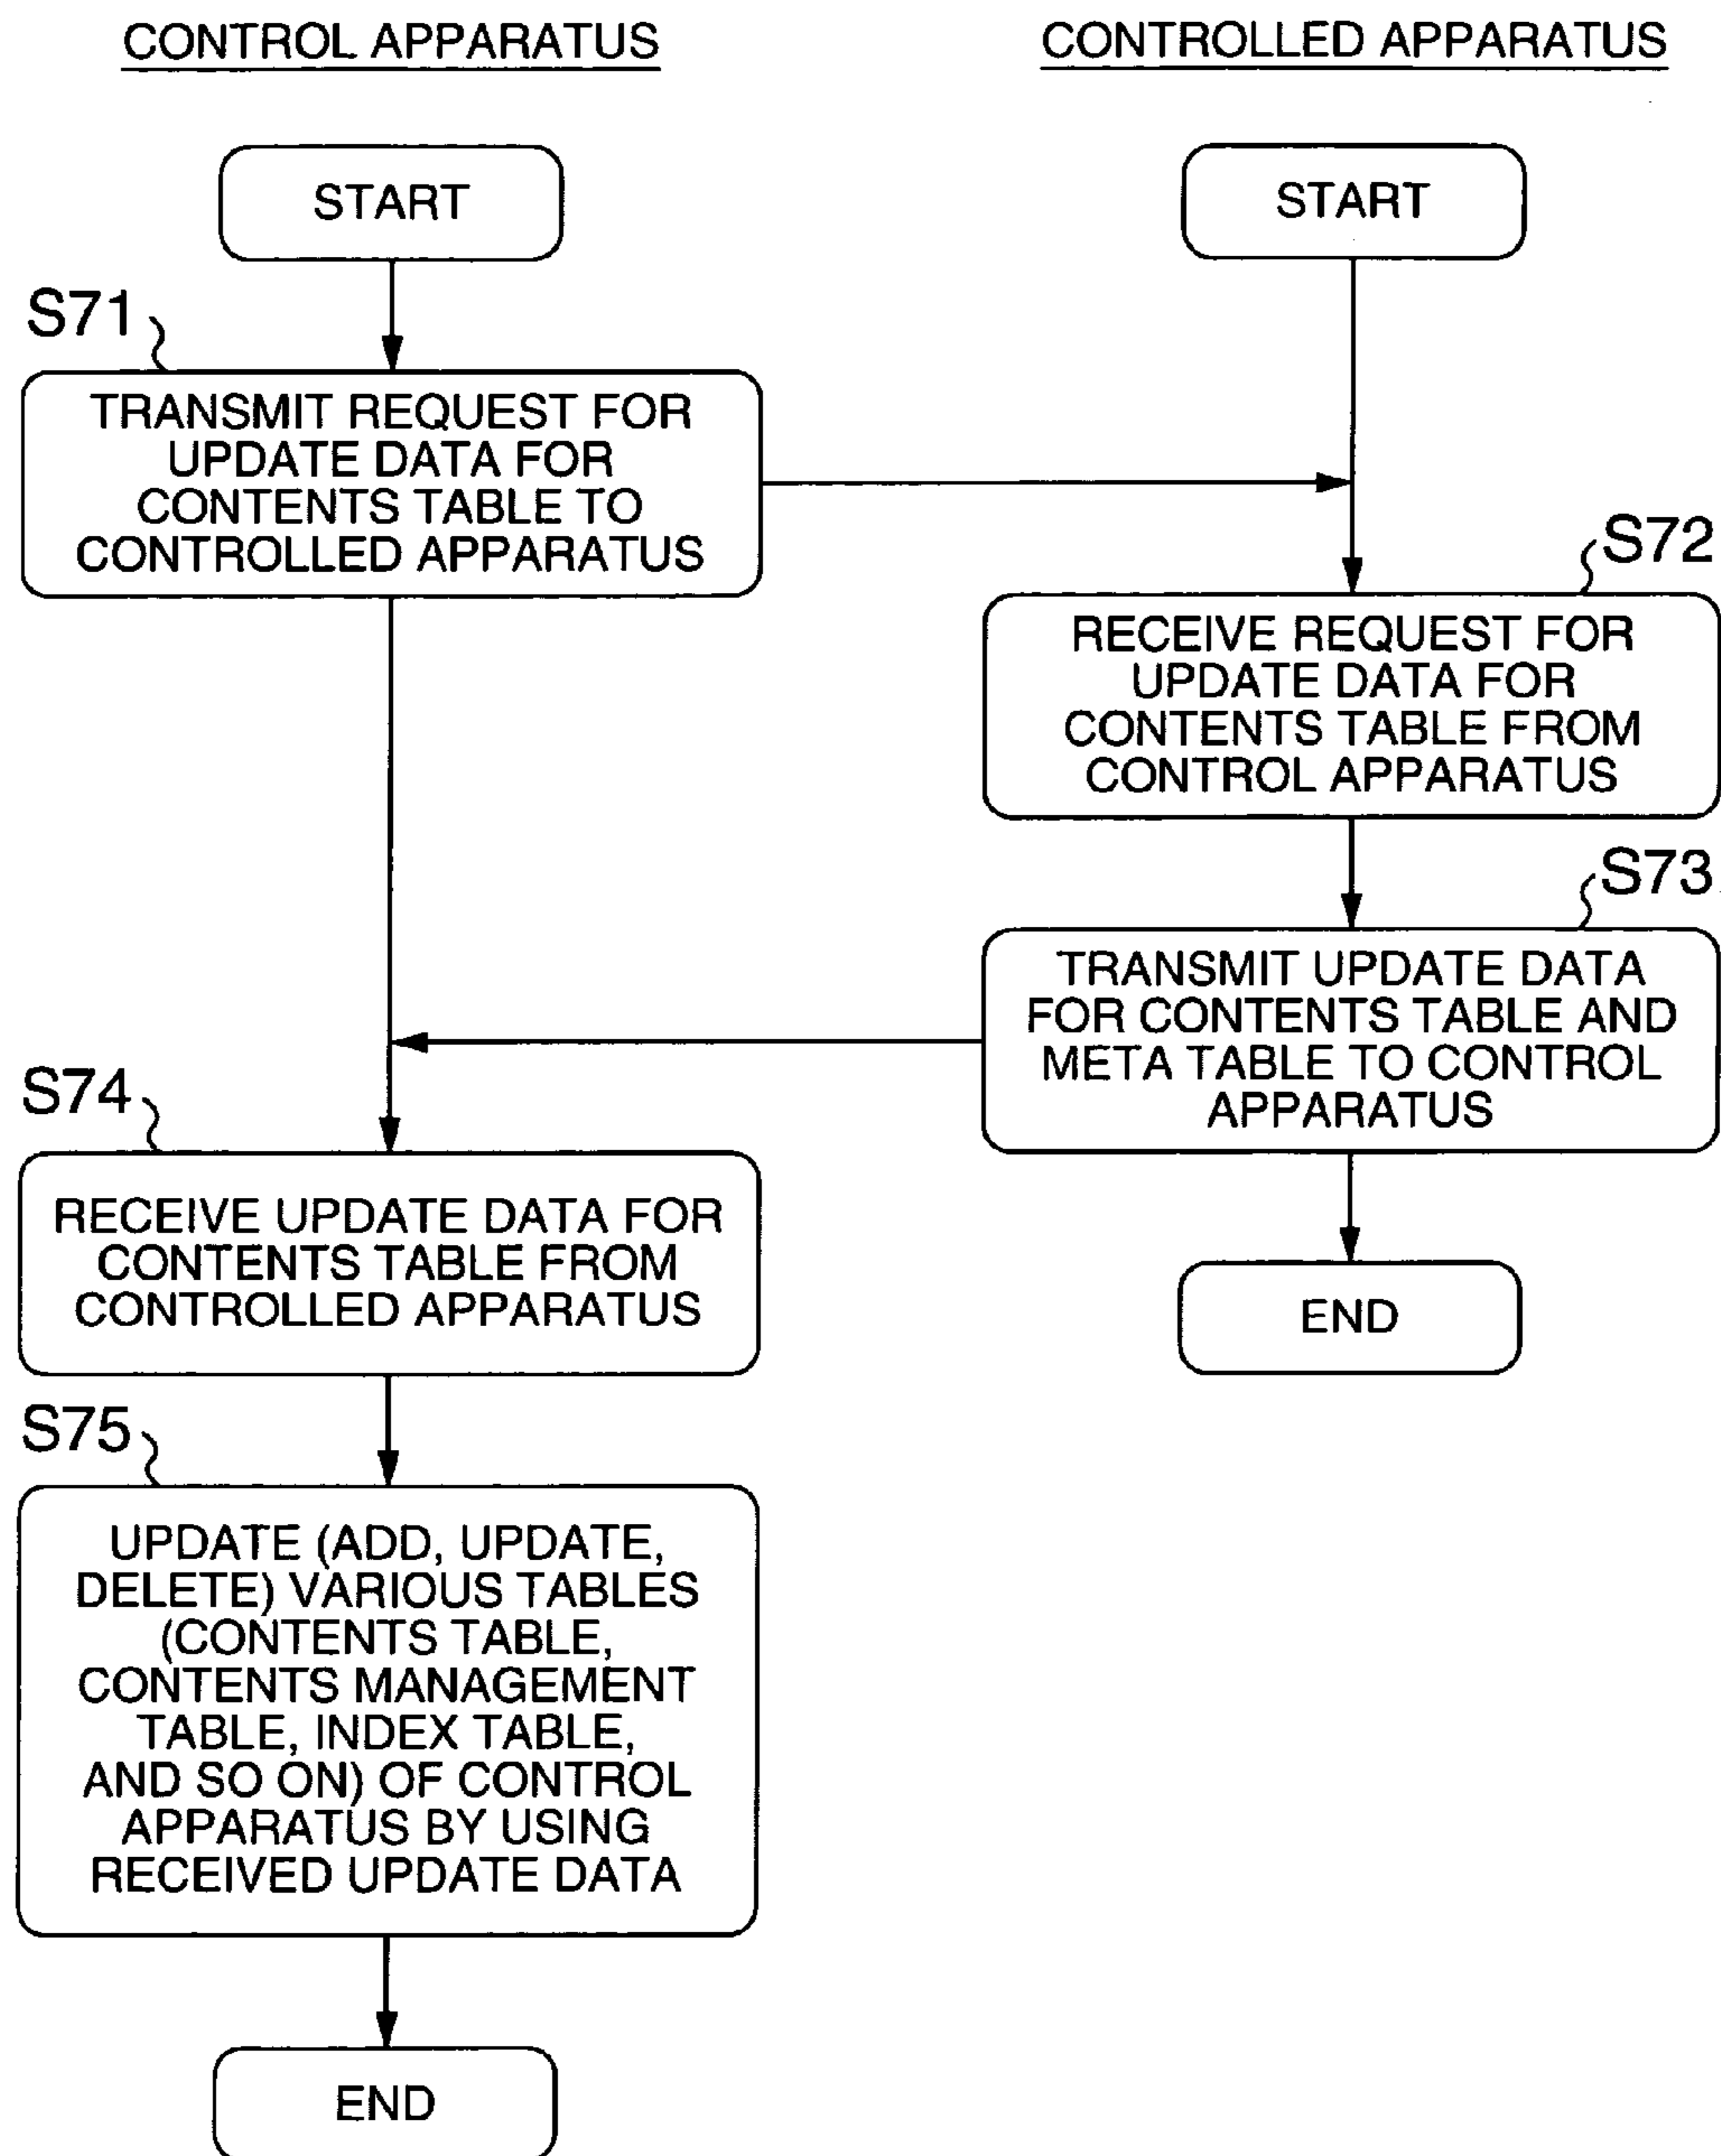 CONTROL APPARATUS
CONTROLLED APPARATUS
START
START
S71
TRANSMIT REQUEST FOR
UPDATE DATA FOR
CONTENTS TABLE TO
CONTROLLED APPARATUS
S72
RECEIVE REQUEST FOR
UPDATE DATA FOR
CONTENTS TABLE FROM
CONTROL APPARATUS
S73
TRANSMIT UPDATE DATA
FOR CONTENTS TABLE AND
META TABLE TO CONTROL
APPARATUS
S74
RECEIVE UPDATE DATA FOR
CONTENTS TABLE FROM
CONTROLLED APPARATUS
END
S75
UPDATE (ADD, UPDATE,
DELETE) VARIOUS TABLES
(CONTENTS TABLE,
CONTENTS MANAGEMENT
TABLE, INDEX TABLE,
AND SO ON) OF CONTROL
APPARATUS BY USING
RECEIVED UPDATE DATA
END